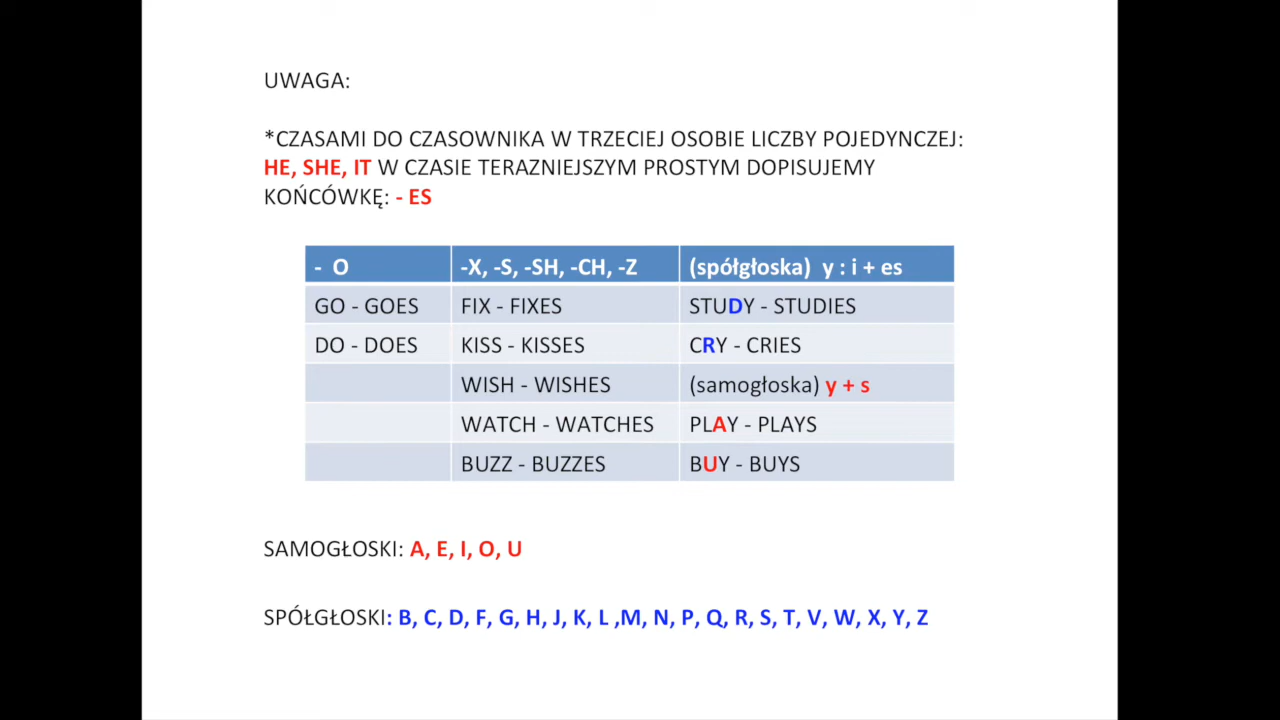 UWAGA:
*CZASAMI DO CZASOWNIKA W TRZECIEJ OSOBIE LICZBY POJEDYNCZEJ:
HE, SHE, IT W CZASIE TERAZNIEJSZYM PROSTYM DOPISUJEMY
KOŃCÓWKĘ: - ES
- O -X, -S, -SH, -CH, -Z (spółgłoska) y : i + es
GO - GOES FIX - FIXES STUDY - STUDIES
DO - DOES KISS - KISSES CRY - CRIES
WISH - WISHES (samogłoska) y + s
WATCH - WATCHES PLAY - PLAYS
BUZZ - BUZZES BUY - BUYS
SAMOGŁOSKI: A, E, I, O, U
SPÓŁGŁOSKI: B, C, D, F, G, H, J, K, L ,M, N, P, Q, R, S, T, V, W, X, Y, Z